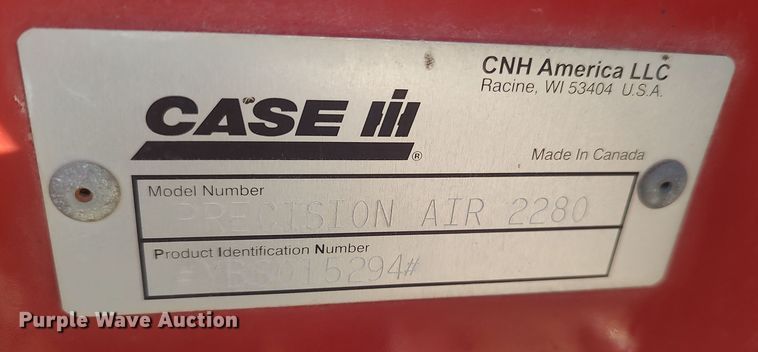 CNH America LLC
Racine, WI 53404 U.S.A.
CASE IH
®
Made In Canada
Model Number
PRECISION AIR 2280
Product Identification Number
Purple Wave Auction